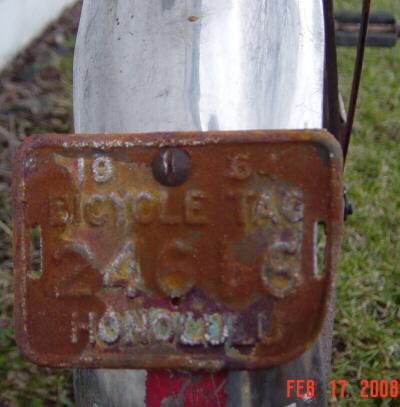 19 6
BICYCLE TAG
HONOLULU
FEB 17 2008